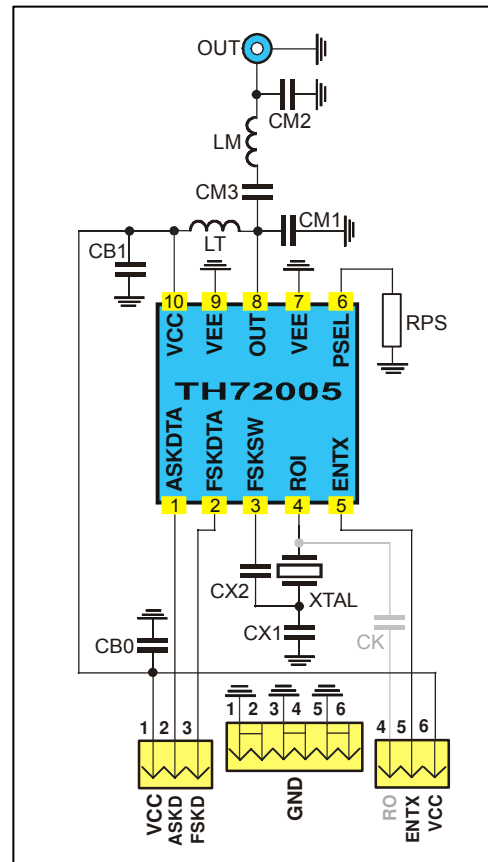 OUT
CM2
LM
CM3
CM1
LT
CB1
10 9 8 7 6
RPS
VCC VEE OUT VEE PSEL
TH72005
ASKDTA FSKDTA FSKSW ROI ENTX
1 2 3 4 5
CX2
XTAL
CX1
CB0
CK
1 2 3
1 2 3 4 5 6
4 5 6
VCC ASKD FSKD
GND
RO ENTX VCC